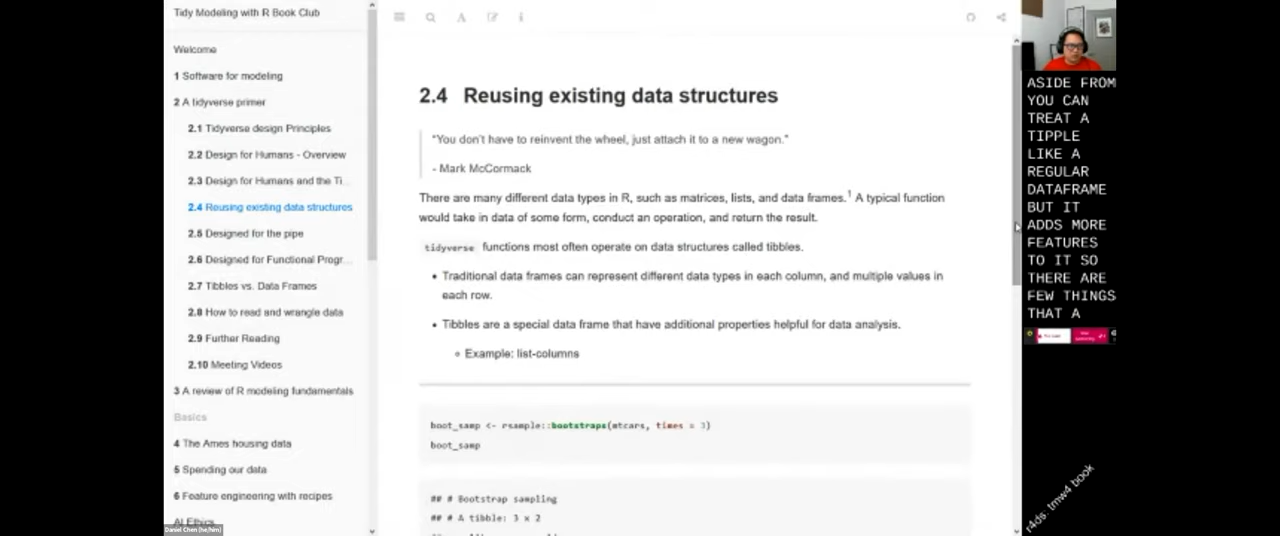 Tidy Modeling with R Book Club
Welcome
1 Software for modeling
2 A tidyverse primer
2.1 Tidyverse design Principles
2.2 Design for Humans - Overview
2.3 Design for Humans and the Ti...
2.4 Reusing existing data structures
2.5 Designed for the pipe
2.6 Designed for Functional Progr...
2.7 Tibbles vs. Data Frames
2.8 How to read and wrangle data
2.9 Further Reading
2.10 Meeting Videos
3 A review of R modeling fundamentals
Basics
4 The Ames housing data
5 Spending our data
6 Feature engineering with recipes
AI Ethics
Daniel Chen (he/him)
2.4 Reusing existing data structures
"You don't have to reinvent the wheel, just attach it to a new wagon."
- Mark McCormack
There are many different data types in R, such as matrices, lists, and data frames.1 A typical function
would take in data of some form, conduct an operation, and return the result.
tidyverse functions most often operate on data structures called tibbles.
• Traditional data frames can represent different data types in each column, and multiple values in
each row.
• Tibbles are a special data frame that have additional properties helpful for data analysis.
Example: list-columns
boot_samp <- rsample::bootstraps(mtcars, times = 3)
boot_samp
## # Bootstrap sampling
## # A tibble: 3 x 2
ASIDE FROM
YOU CAN
TREAT A
TIPPLE
LIKE A
REGULAR
DATAFRAME
BUT IT
ADDS MORE
FEATURES
TO IT SO
THERE ARE
FEW THINGS
THAT A
r4ds: tmw4 book